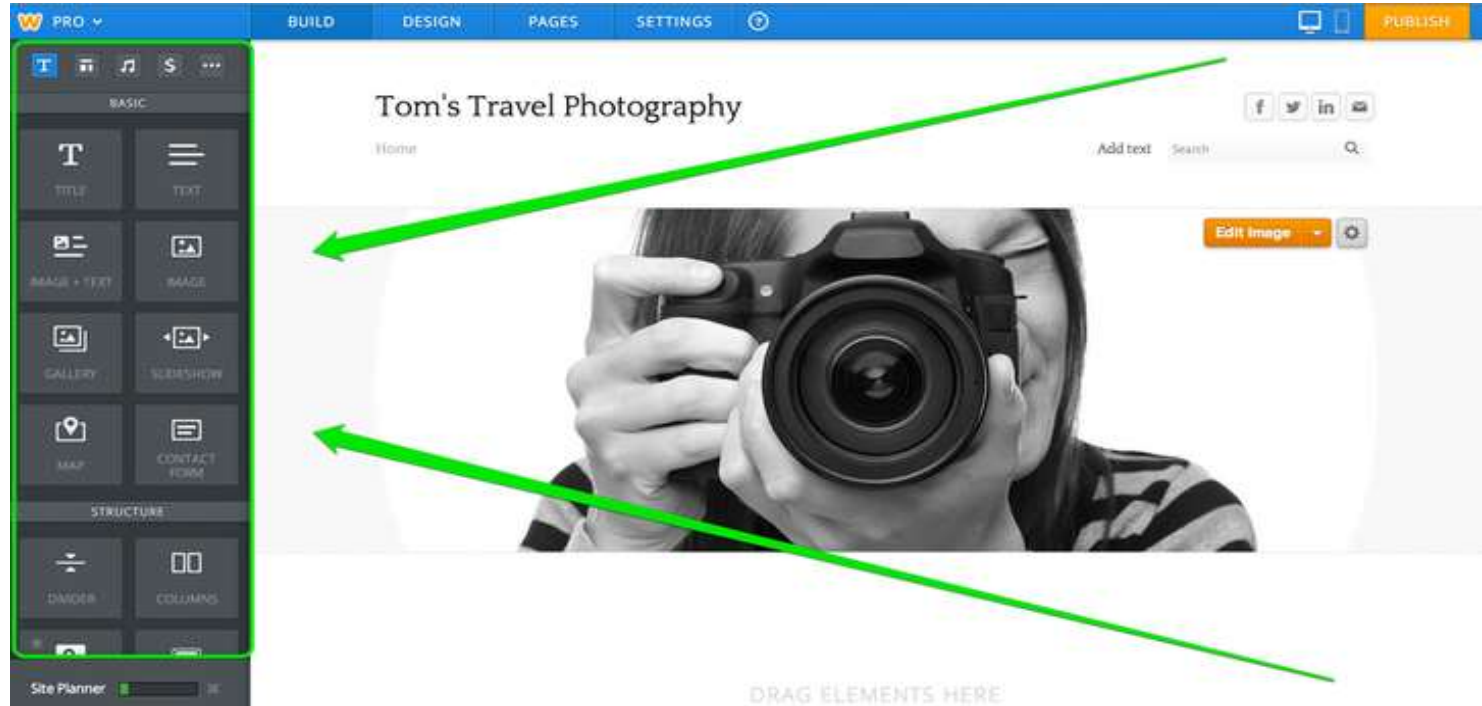 PRO
BUILD DESIGN PAGES SETTINGS ?
PUBLISH
T S ...
BASIC
T
TITLE TEXT
IMAGE + TEXT IMAGE
GALLERY SLIDESHOW
MAP CONTACT FORM
STRUCTURE
DIVIDER COLUMNS
Site Planner
Tom's Travel Photography
f in
Home
Add text Search
Edit Image
DRAG ELEMENTS HERE